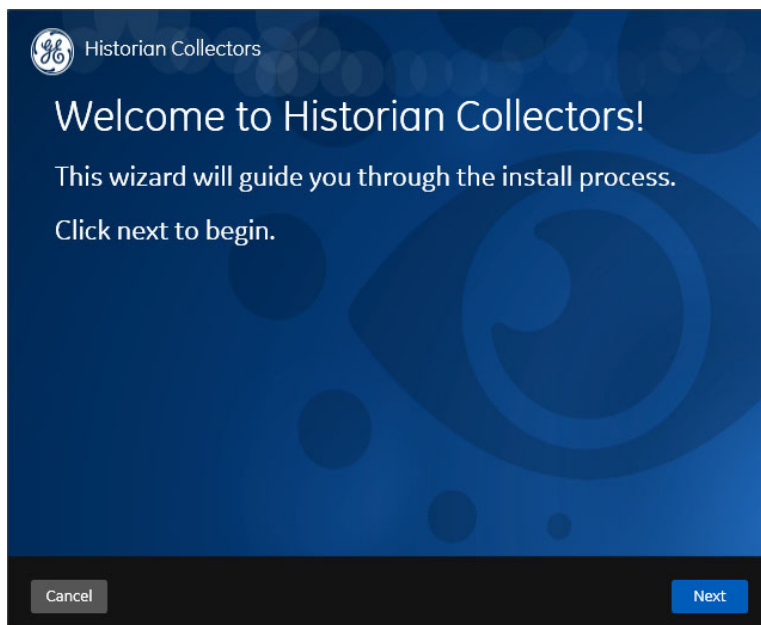 Historian Collectors
Welcome to Historian Collectors!
This wizard will guide you through the install process.
Click next to begin.
Cancel
Next